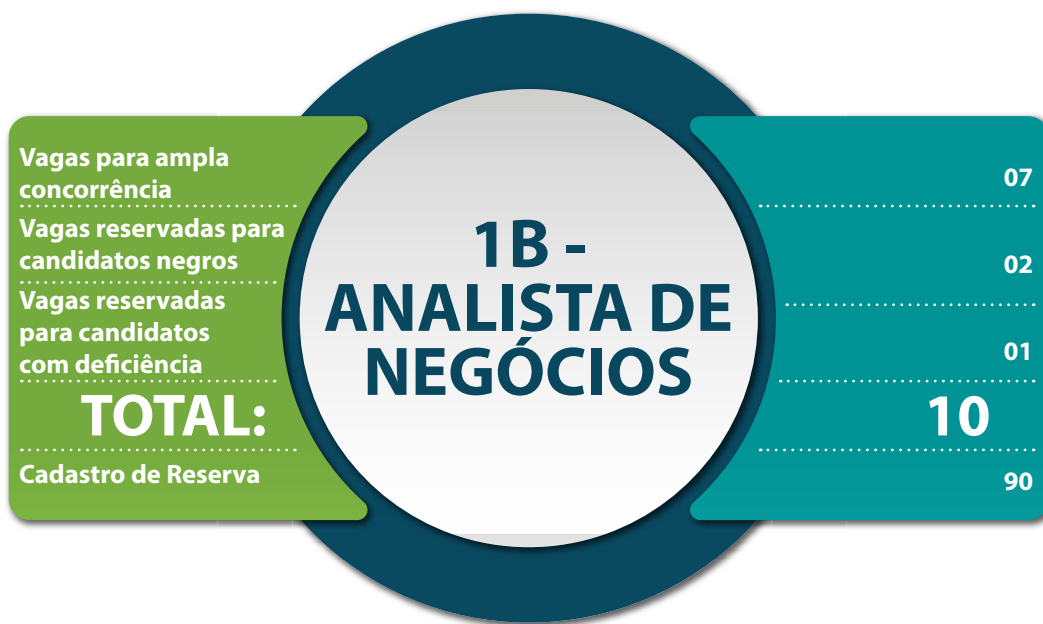 Vagas para ampla
concorrência
07
Vagas reservadas para
candidatos negros
02
Vagas reservadas
para candidatos
com deficiência
01
TOTAL:
10
Cadastro de Reserva
90
1B -
ANALISTA DE
NEGÓCIOS